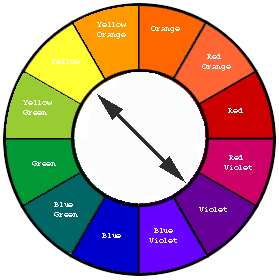 Yellow
Orange
Orange
Red
Orange
Red
Red
Violet
Violet
Blue
Violet
Blue
Blue
Green
Green
Yellow
Green
Yellow